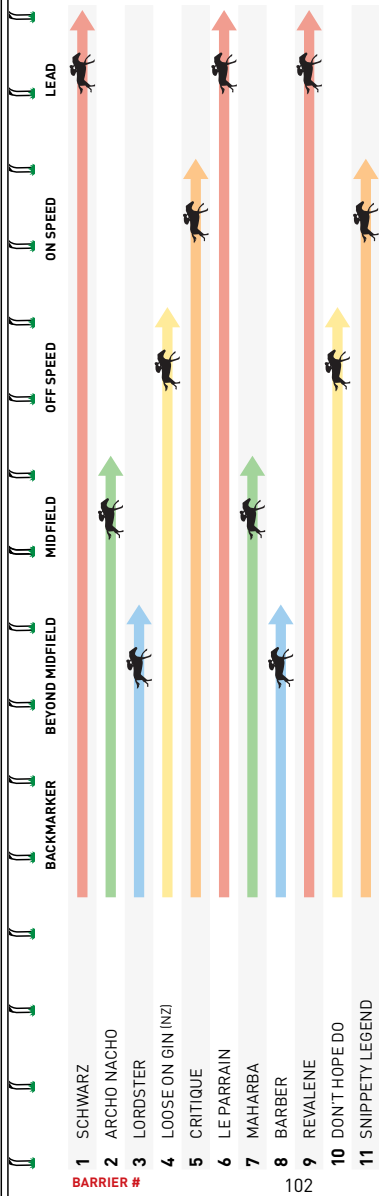 LEAD
ON SPEED
OFF SPEED
MIDFIELD
BEYOND MIDFIELD
BACKMARKER
1 SCHWARZ
2 ARCHO NACHO
3 LORDSTER
4 LOOSE ON GIN (NZ)
5 CRITIQUE
6 LE PARRAIN
7 MAHARBA
8 BARBER
9 REVALENE
10 DON'T HOPE DO
11 SNIPPETY LEGEND
BARRIER #
102